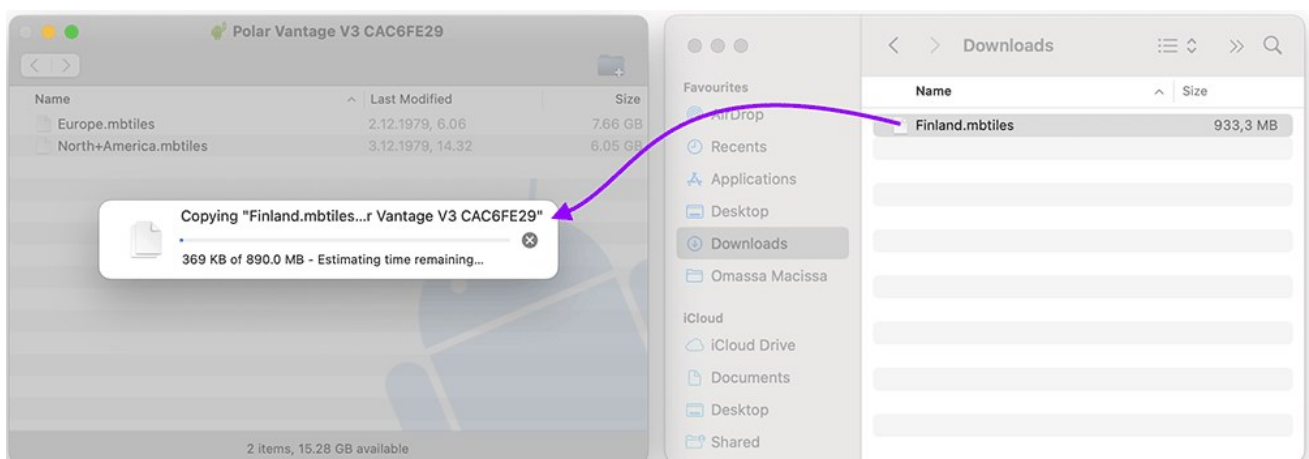 Polar Vantage V3 CAC6FE29
Name Last Modified Size
Europe.mbtiles 2.12.1979, 6.06 7.66 GB
North+America.mbtiles 3.12.1979, 14.32 6.05 GB
Copying "Finland.mbtiles...r Vantage V3 CAC6FE29"
369 KB of 890.0 MB - Estimating time remaining...
2 items, 15.28 GB available
Downloads
Favourites
AirDrop
Recents
Applications
Desktop
Downloads
Omassa Macissa
iCloud
iCloud Drive
Documents
Desktop
Shared
Name Size
Finland.mbtiles 933,3 MB